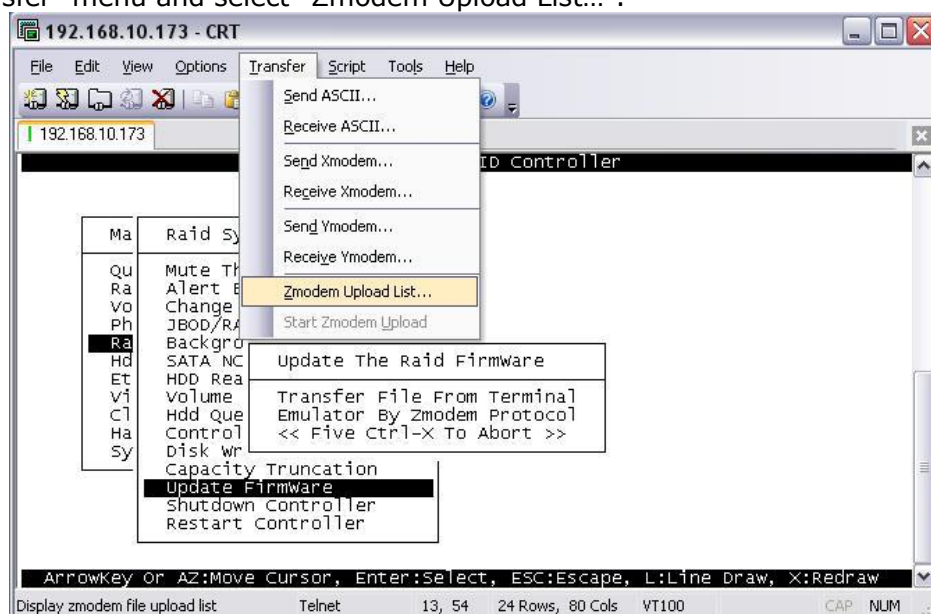 sfer" menu and select "Zmodem Upload List…".
192.168.10.173 - CRT
File Edit View Options Transfer Script Tools Help
Send ASCII...
Receive ASCII...
192.168.10.173
Send Xmodem...
ID Controller
Receive Xmodem...
Send Ymodem...
Receive Ymodem...
Zmodem Upload List...
Start Zmodem Upload
Ma
Qu
Ra
Vo
Ph
Ra
Hd
Et
Vi
Cl
Ha
Sy
Raid Sy
Mute Th
Alert B
Change
JBOD/RA
Backgro
SATA NC
HDD Rea
Volume
Hdd Que
Control
Disk Wr
Capacity Truncation
Update Firmware
Shutdown Controller
Restart Controller
Update The Raid Firmware
Transfer File From Terminal
Emulator By Zmodem Protocol
<< Five Ctrl-X To Abort >>
ArrowKey Or AZ:Move Cursor, Enter:Select, ESC:Escape, L:Line Draw, X:Redraw
Display zmodem file upload list Telnet 13, 54 24 Rows, 80 Cols VT100 CAP NUM